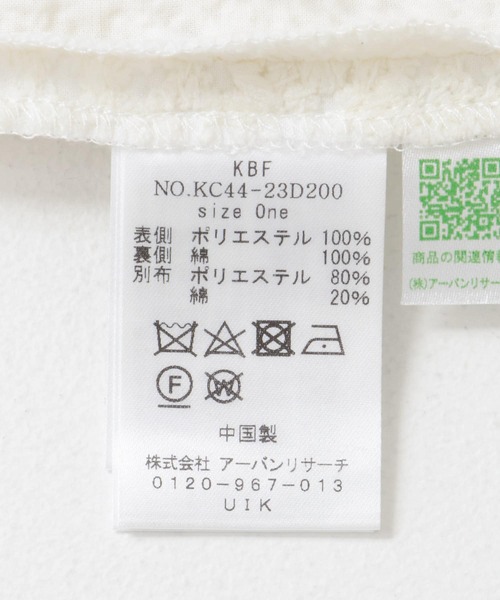 KBF
NO.KC44-23D200
size One
表側 ポリエステル 100%
裏側 綿 100%
別布 ポリエステル 80%
綿 20%
F
W
中国製
株式会社 アーバンリサーチ
0120-967-013
UIK
商品の関連情報
(株)アーバンリサー